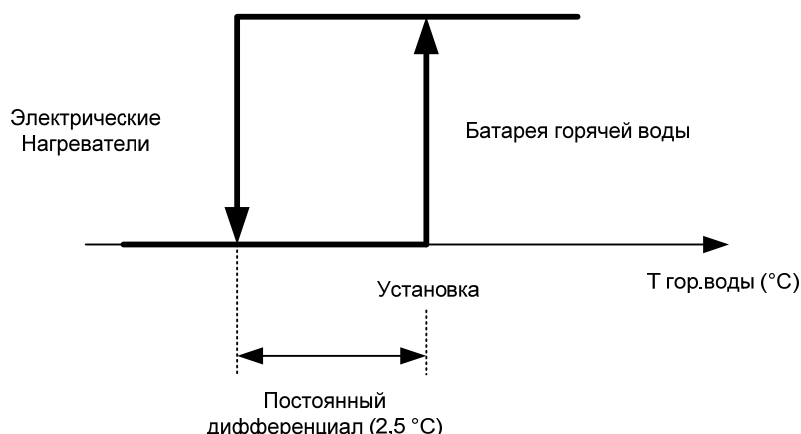 Электрические
Нагреватели
Батарея горячей воды
Установка
Т гор.воды (°С)
Постоянный
дифференциал (2,5 °С)